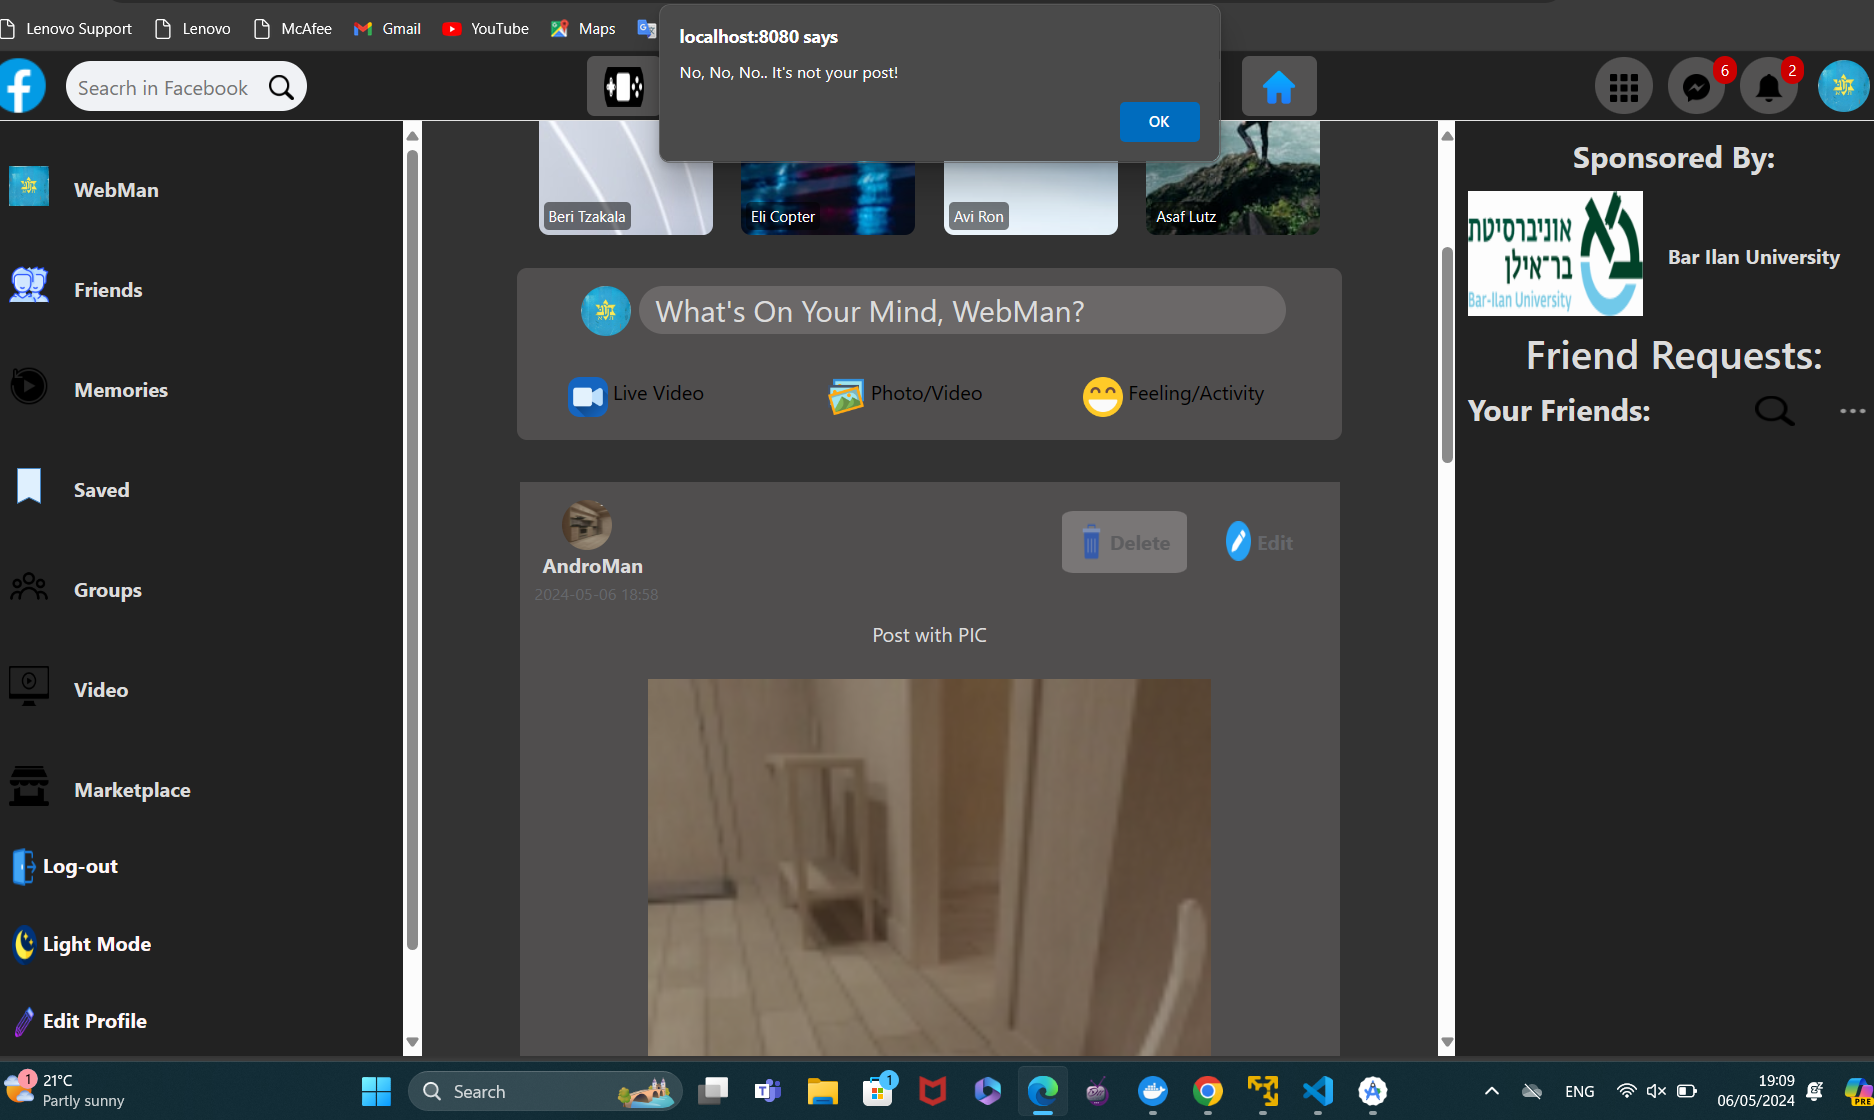 Lenovo Support
Lenovo
McAfee
Gmail
YouTube
Maps
localhost:8080 says
No, No, No.. It's not your post!
OK
Seacrh in Facebook
6
2
WebMan
Friends
Memories
Saved
Groups
Video
Marketplace
Log-out
Light Mode
Edit Profile
Beri Tzakala
Eli Copter
Avi Ron
Asaf Lutz
What's On Your Mind, WebMan?
Live Video
Photo/Video
Feeling/Activity
AndroMan
2024-05-06 18:58
Delete
Edit
Post with PIC
Sponsored By:
אוניברסיטת
בר-אילן
Bar-Ilan University
Bar Ilan University
Friend Requests:
Your Friends:
1
21°C
Partly sunny
Search
1
ENG
19:09
06/05/2024
PRE